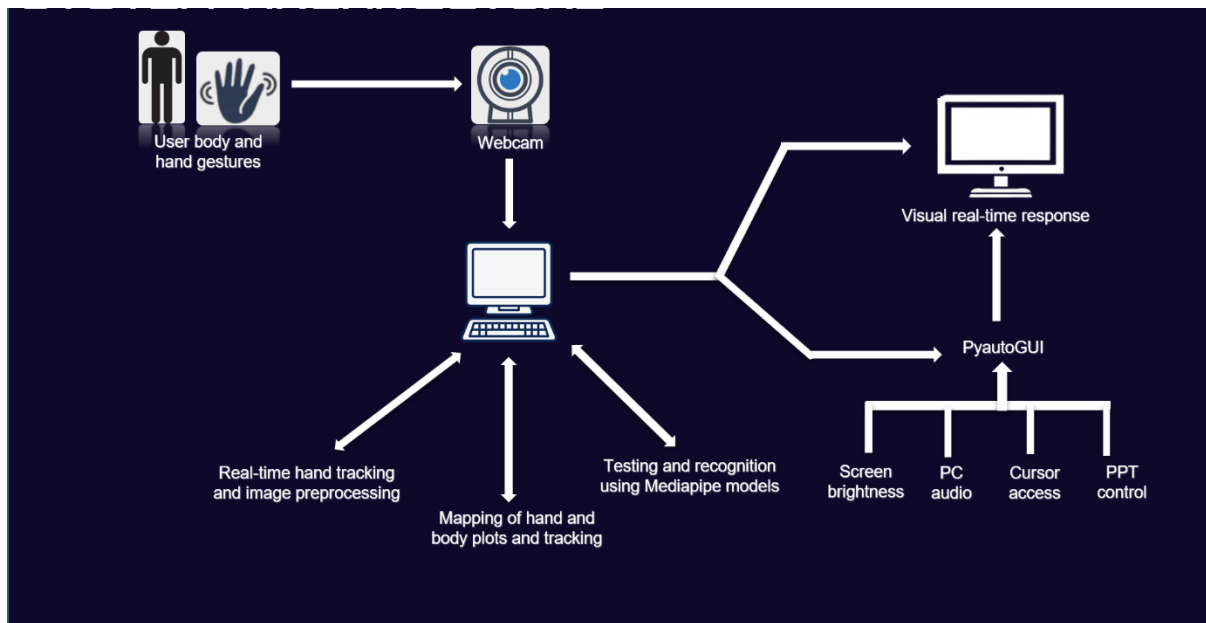 User body and
hand gestures
Webcam
Visual real-time response
PyautoGUI
Real-time hand tracking
and image preprocessing
Mapping of hand and
body plots and tracking
Testing and recognition
using Mediapipe models
Screen
brightness
PC
audio
Cursor
access
PPT
control